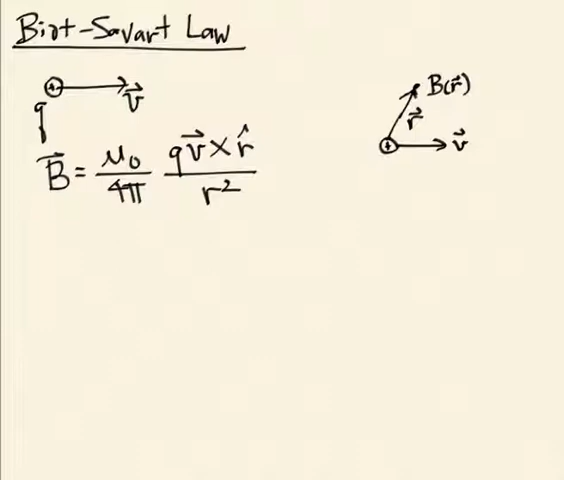 Biot-Savart Law
+ v⃗
q
B⃗ = μ₀/4π qv⃗ × r̂/r²
B(r⃗)
r⃗
+ v⃗